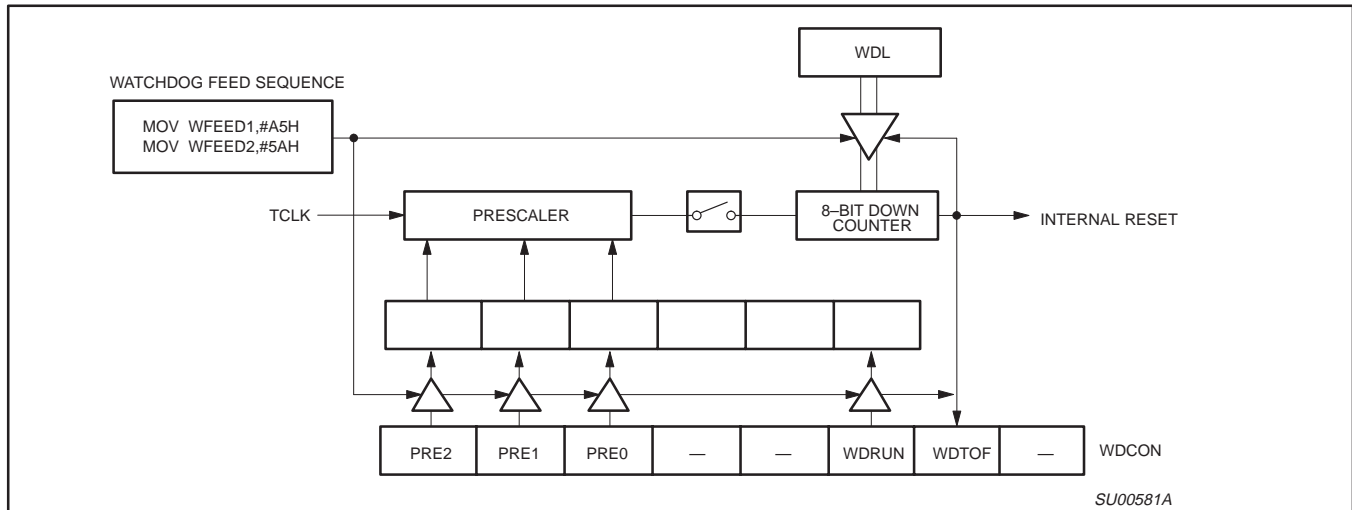 WDL
WATCHDOG FEED SEQUENCE
MOV WFEED1,#A5H
MOV WFEED2,#5AH
TCLK
PRESCALER
8–BIT DOWN
COUNTER
INTERNAL RESET
PRE2 PRE1 PRE0 — — WDRUN WDTOF — WDCON
SU00581A